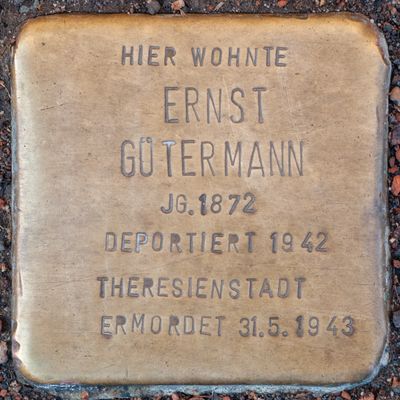 HIER WOHNTE
ERNST
GÜTERMANN
JG. 1872
DEPORTIERT 1942
THERESIENSTADT
ERMORDET 31.5.1943